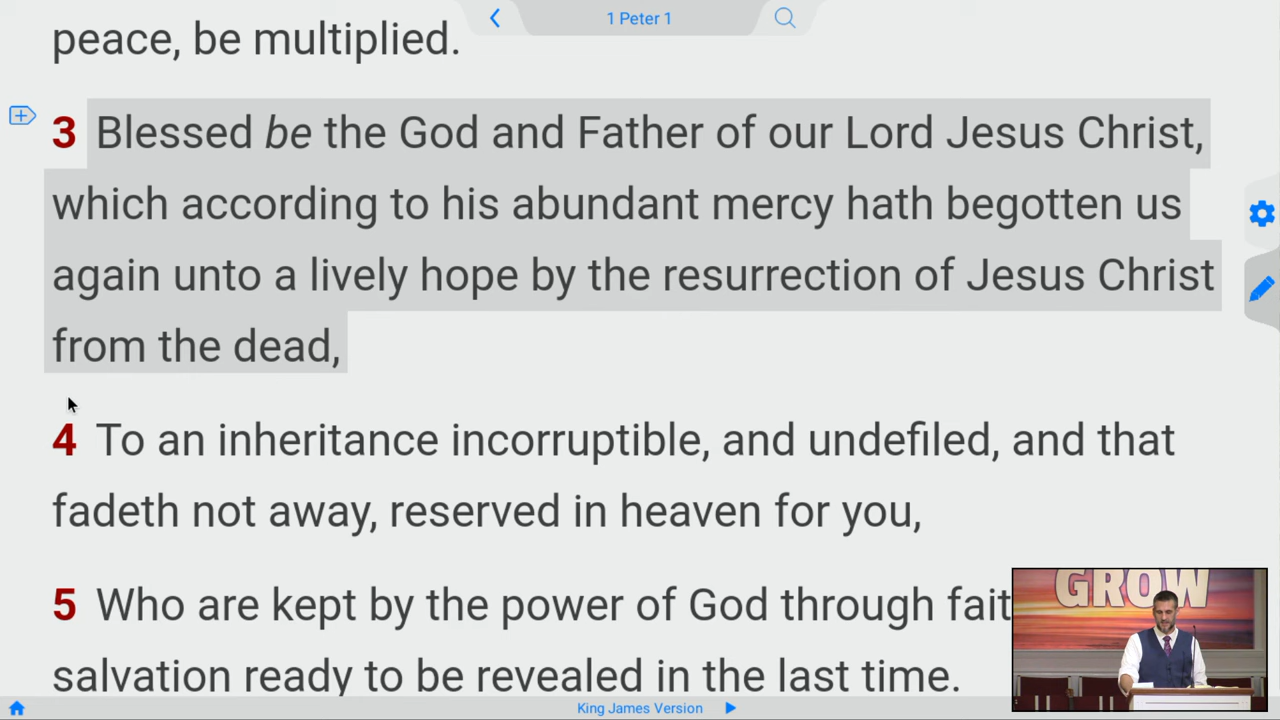 1 Peter 1
peace, be multiplied.
3 Blessed be the God and Father of our Lord Jesus Christ,
which according to his abundant mercy hath begotten us
again unto a lively hope by the resurrection of Jesus Christ
from the dead,
4 To an inheritance incorruptible, and undefiled, and that
fadeth not away, reserved in heaven for you,
5 Who are kept by the power of God through fait
salvation ready to be revealed in the last time.
GROW
King James Version